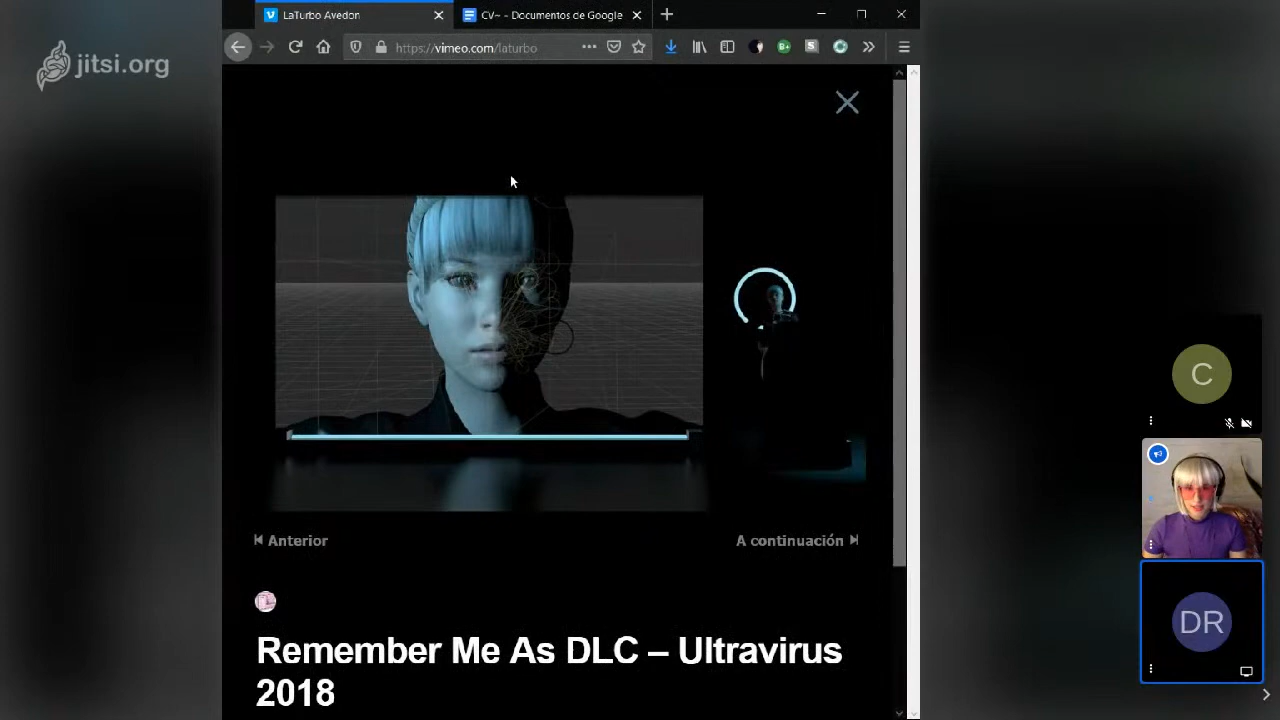 jitsi.org
LaTurbo Avedon
CV~ - Documentos de Google
https://vimeo.com/laturbo
Anterior
A continuación
Remember Me As DLC – Ultravirus
2018
C
DR